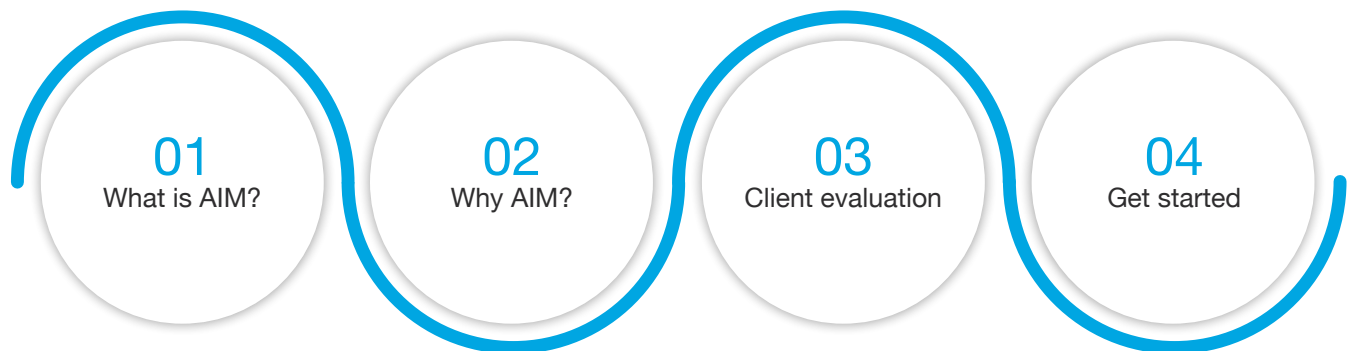 01
What is AIM?
02
Why AIM?
03
Client evaluation
04
Get started